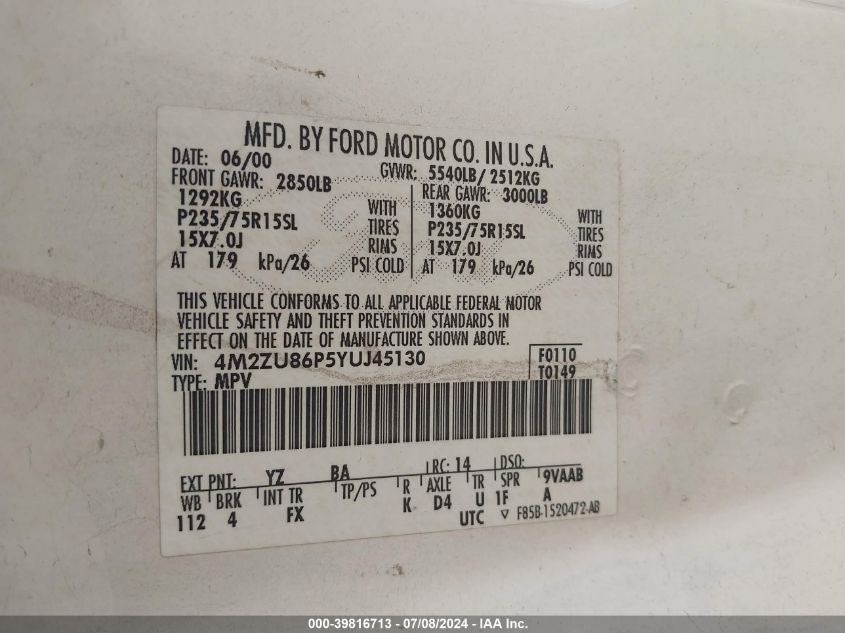 MFD. BY FORD MOTOR CO. IN U.S.A.
DATE: 06/00 GVWR: 5540LB/ 2512KG
FRONT GAWR: 2850LB REAR GAWR: 3000LB
1292KG WITH 1360KG WITH
P235/75R15SL TIRES P235/75R15SL TIRES
15X7.0J RIMS 15X7.0J RIMS
AT 179 kPa/26 PSI COLD AT 179 kPa/26 PSI COLD
THIS VEHICLE CONFORMS TO ALL APPLICABLE FEDERAL MOTOR
VEHICLE SAFETY AND THEFT PREVENTION STANDARDS IN
EFFECT ON THE DATE OF MANUFACTURE SHOWN ABOVE.
VIN: 4M2ZU86P5YUJ45130 F0110
TYPE: MPV T0149
EXT PNT: YZ BA RC: 14 DSO: 9VAAB
WB BRK INT TR TP/PS R AXLE TR SPR
112 4 FX K D4 U 1F A
UTC ▽ F85B-1520472-AB
000-39816713 - 07/08/2024 - IAA Inc.